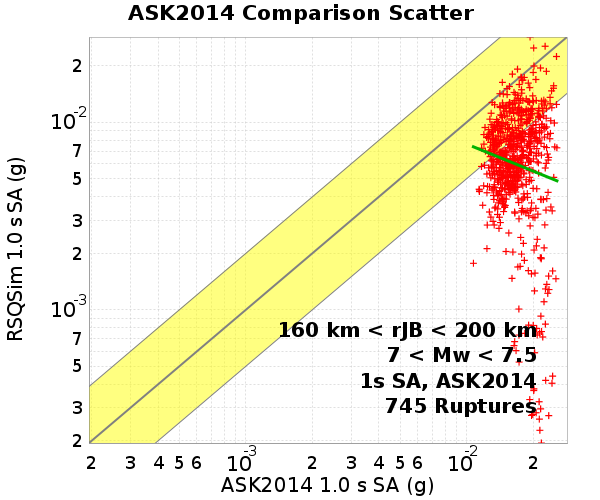 ASK2014 Comparison Scatter
RSQSim 1.0 s SA (g)
2
10-2
7
5
3
2
10-3
7
5
3
2
160 km < rJB < 200 km
7 < Mw < 7.5
1s SA, ASK2014
745 Ruptures
2 3 4 5 6 10-3 2 3 4 5 6 10-2 2
ASK2014 1.0 s SA (g)